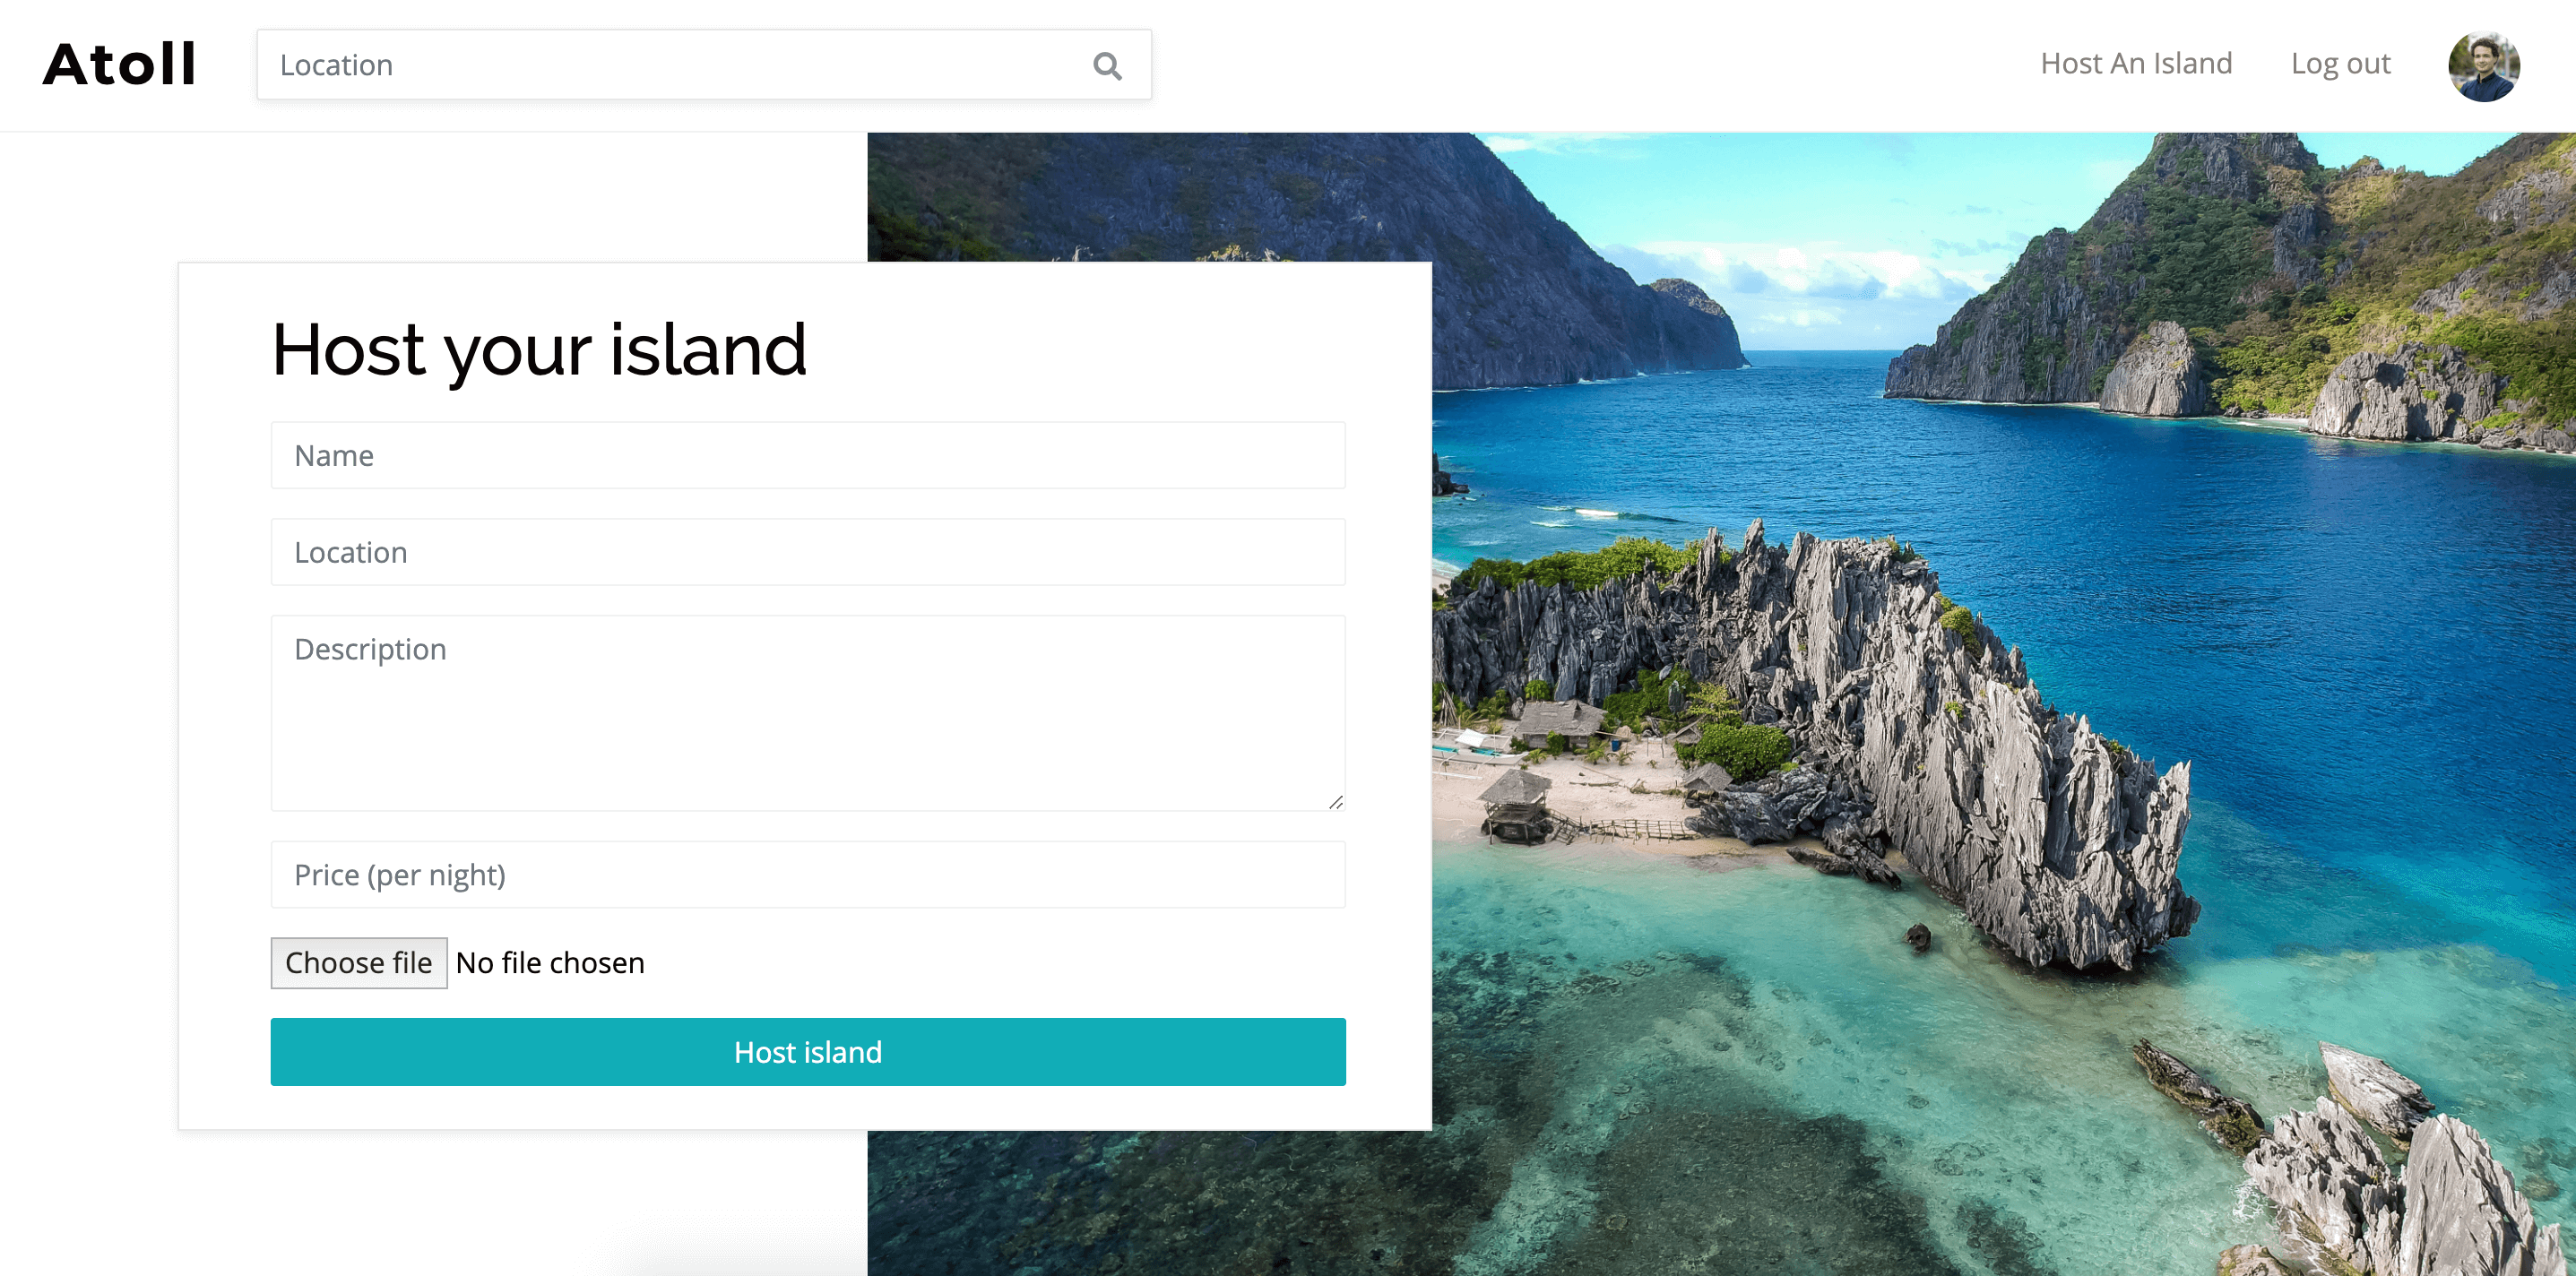 Atoll
Location
Host An Island
Log out
Host your island
Name
Location
Description
Price (per night)
Choose file No file chosen
Host island